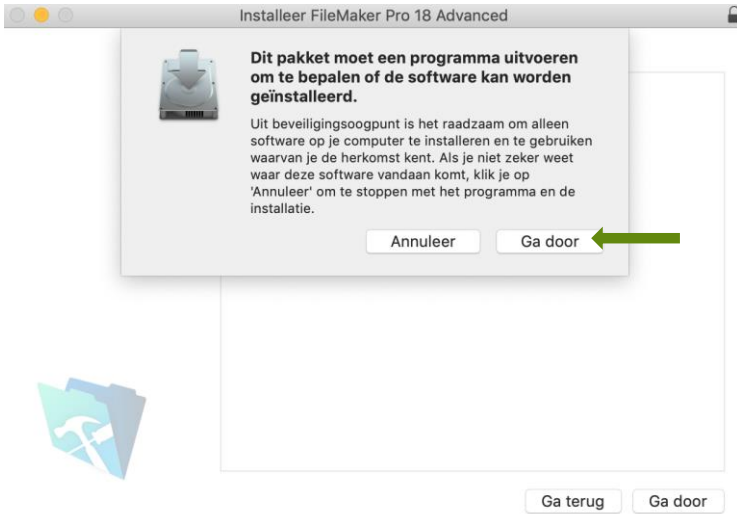 Installeer FileMaker Pro 18 Advanced
Dit pakket moet een programma uitvoeren
om te bepalen of de software kan worden
geïnstalleerd.
Uit beveiligingsoogpunt is het raadzaam om alleen
software op je computer te installeren en te gebruiken
waarvan je de herkomst kent. Als je niet zeker weet
waar deze software vandaan komt, klik je op
'Annuleer' om te stoppen met het programma en de
installatie.
Annuleer Ga door
Ga terug Ga door